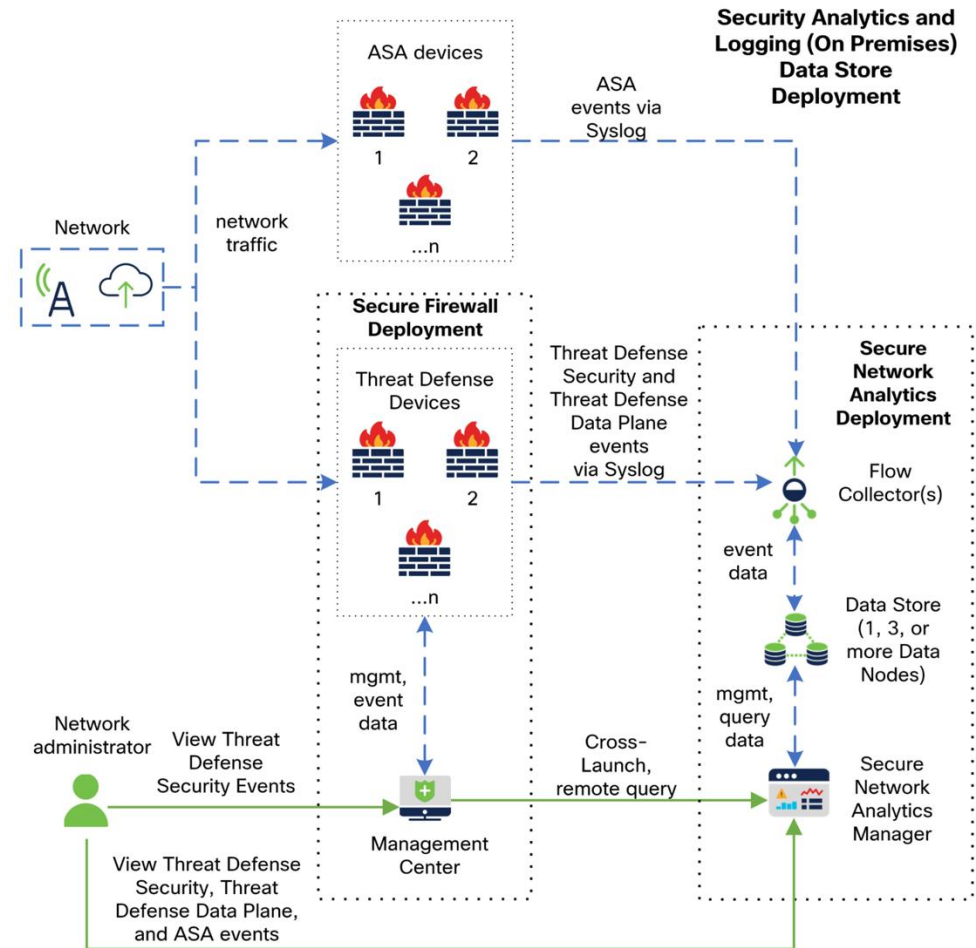 Security Analytics and
Logging (On Premises)
Data Store
Deployment
ASA devices
1
2
...n
ASA
events via
Syslog
Network
network
traffic
Secure Firewall
Deployment
Threat Defense
Devices
1
2
...n
Threat Defense
Security and
Threat Defense
Data Plane
events
via Syslog
Secure
Network
Analytics
Deployment
Flow
Collector(s)
event
data
Data Store
(1, 3, or
more Data
Nodes)
mgmt,
event
data
mgmt,
query
data
Network
administrator
View Threat
Defense
Security Events
Cross-
Launch,
remote query
Secure
Network
Analytics
Manager
Management
Center
View Threat Defense
Security, Threat
Defense Data Plane,
and ASA events